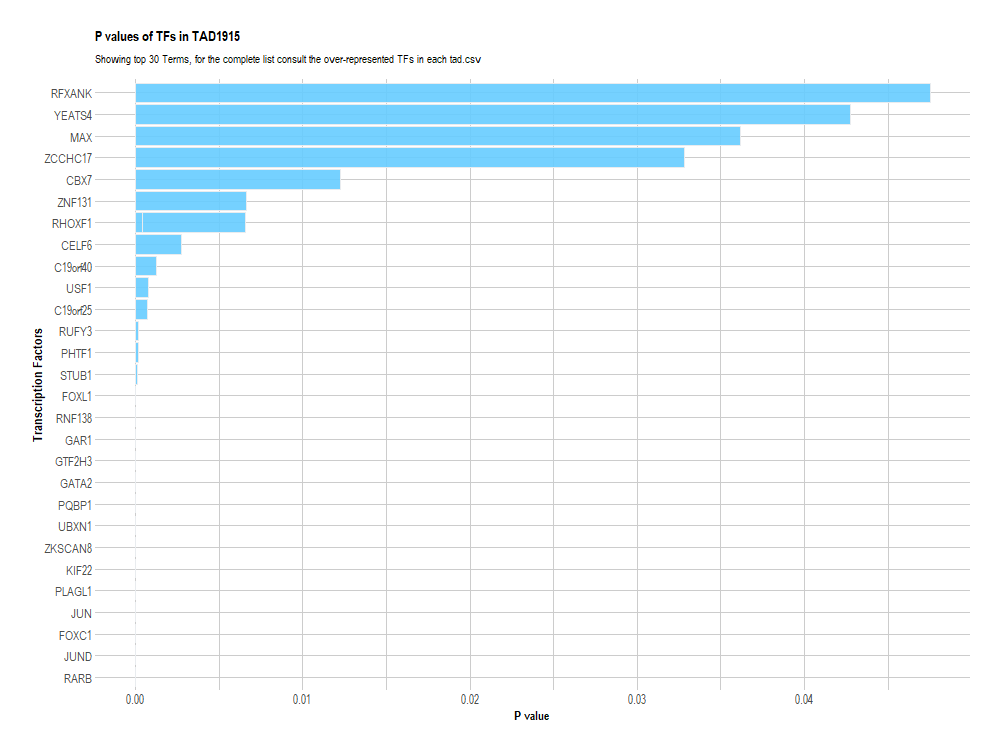 P values of TFs in TAD1915
Showing top 30 Terms, for the complete list consult the over-represented TFs in each tad.csv
Transcription Factors
RFXANK
YEATS4
MAX
ZCCHC17
CBX7
ZNF131
RHOXF1
CELF6
C19orf40
USF1
C19orf25
RUFY3
PHTF1
STUB1
FOXL1
RNF138
GAR1
GTF2H3
GATA2
PQBP1
UBXN1
ZKSCAN8
KIF22
PLAGL1
JUN
FOXC1
JUND
RARB
0.00 0.01 0.02 0.03 0.04
P value